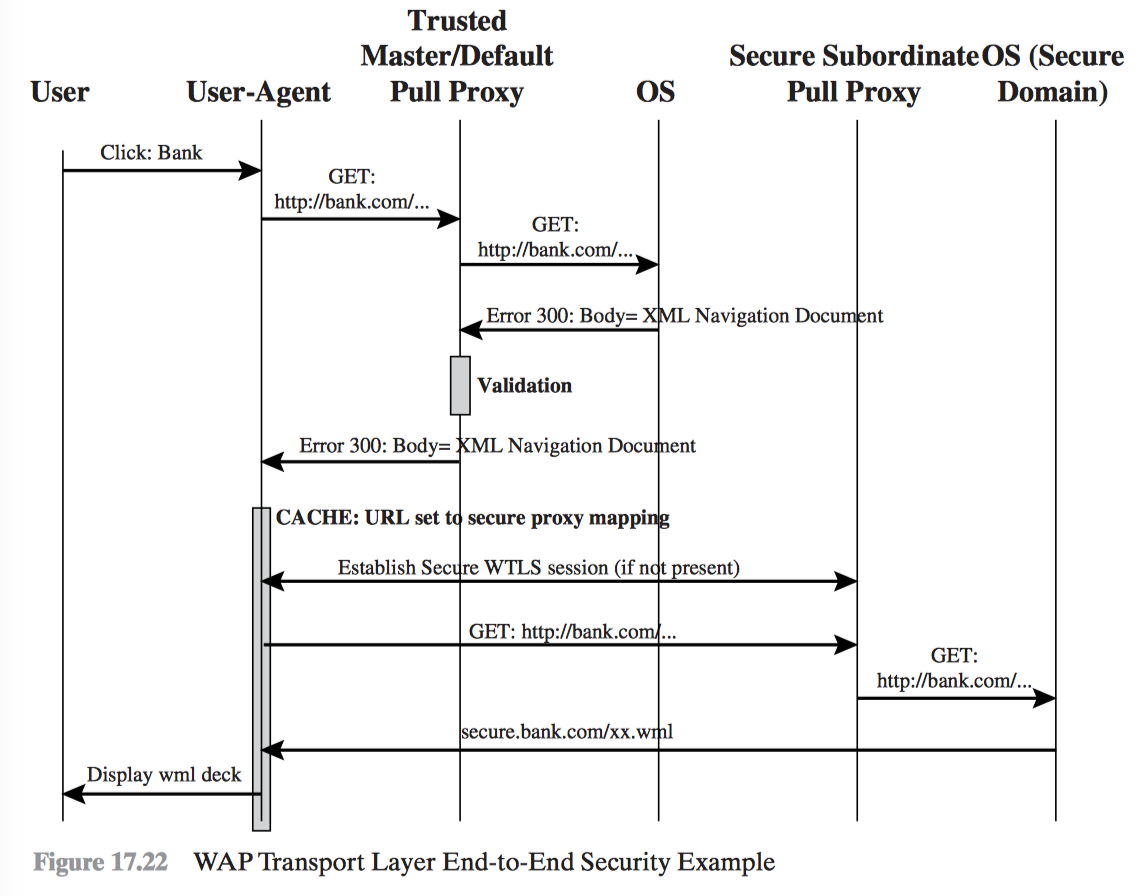 Trusted
Master/Default
Pull Proxy
User
User-Agent
OS
Secure Subordinate
Pull Proxy
OS (Secure
Domain)
Click: Bank
GET:
http://bank.com/...
GET:
http://bank.com/...
Error 300: Body= XML Navigation Document
Validation
Error 300: Body= XML Navigation Document
CACHE: URL set to secure proxy mapping
Establish Secure WTLS session (if not present)
GET: http://bank.com/...
GET:
http://bank.com/...
secure.bank.com/xx.wml
Display wml deck
Figure 17.22 WAP Transport Layer End-to-End Security Example